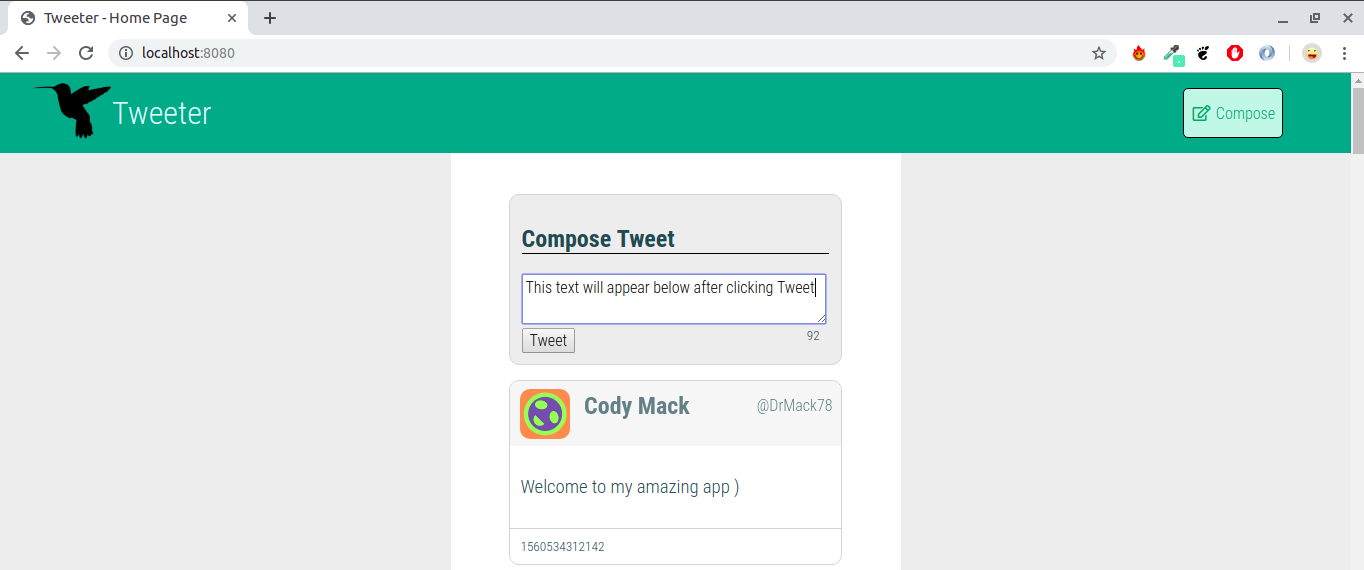 Tweeter - Home Page
localhost:8080
Tweeter
Compose
Compose Tweet
This text will appear below after clicking Tweet
Tweet
92
Cody Mack
@DrMack78
Welcome to my amazing app )
1560534312142